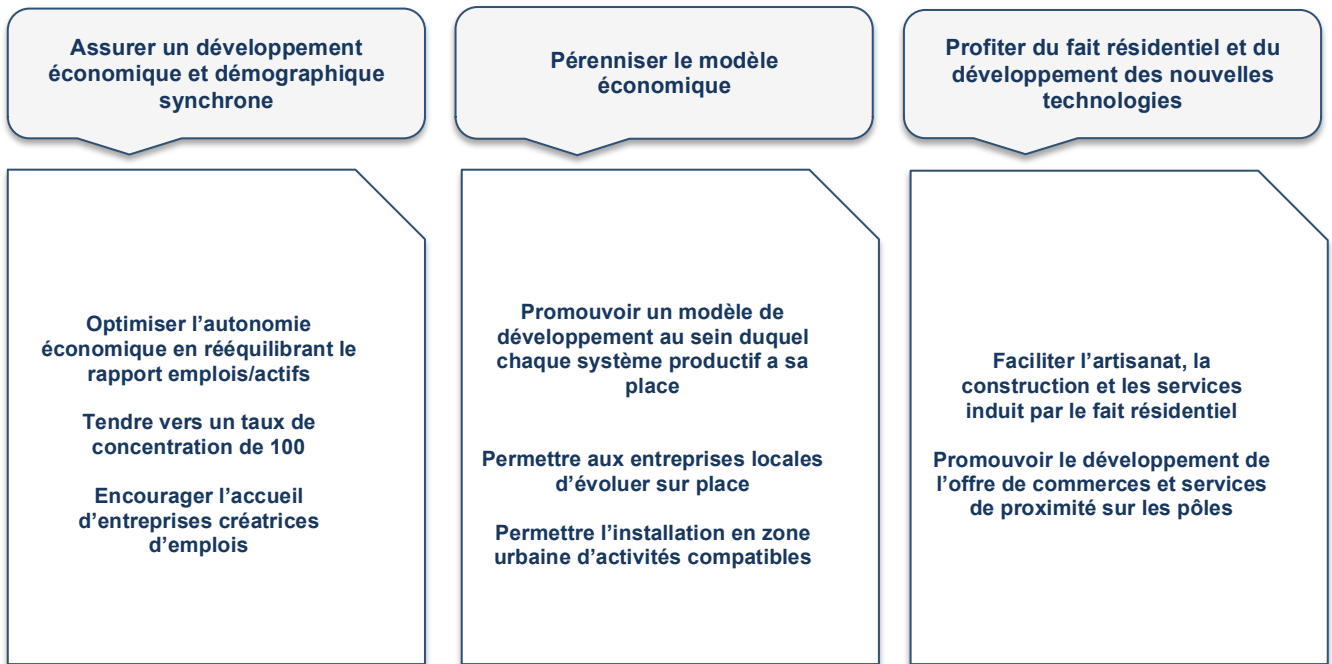 Assurer un développement
économique et démographique
synchrone
Optimiser l’autonomie
économique en rééquilibrant le
rapport emplois/actifs
Tendre vers un taux de
concentration de 100
Encourager l’accueil
d’entreprises créatrices
d’emplois
Pérenniser le modèle
économique
Promouvoir un modèle de
développement au sein duquel
chaque système productif a sa
place
Permettre aux entreprises locales
d’évoluer sur place
Permettre l’installation en zone
urbaine d’activités compatibles
Profiter du fait résidentiel et du
développement des nouvelles
technologies
Faciliter l’artisanat, la
construction et les services
induit par le fait résidentiel
Promouvoir le développement de
l’offre de commerces et services
de proximité sur les pôles